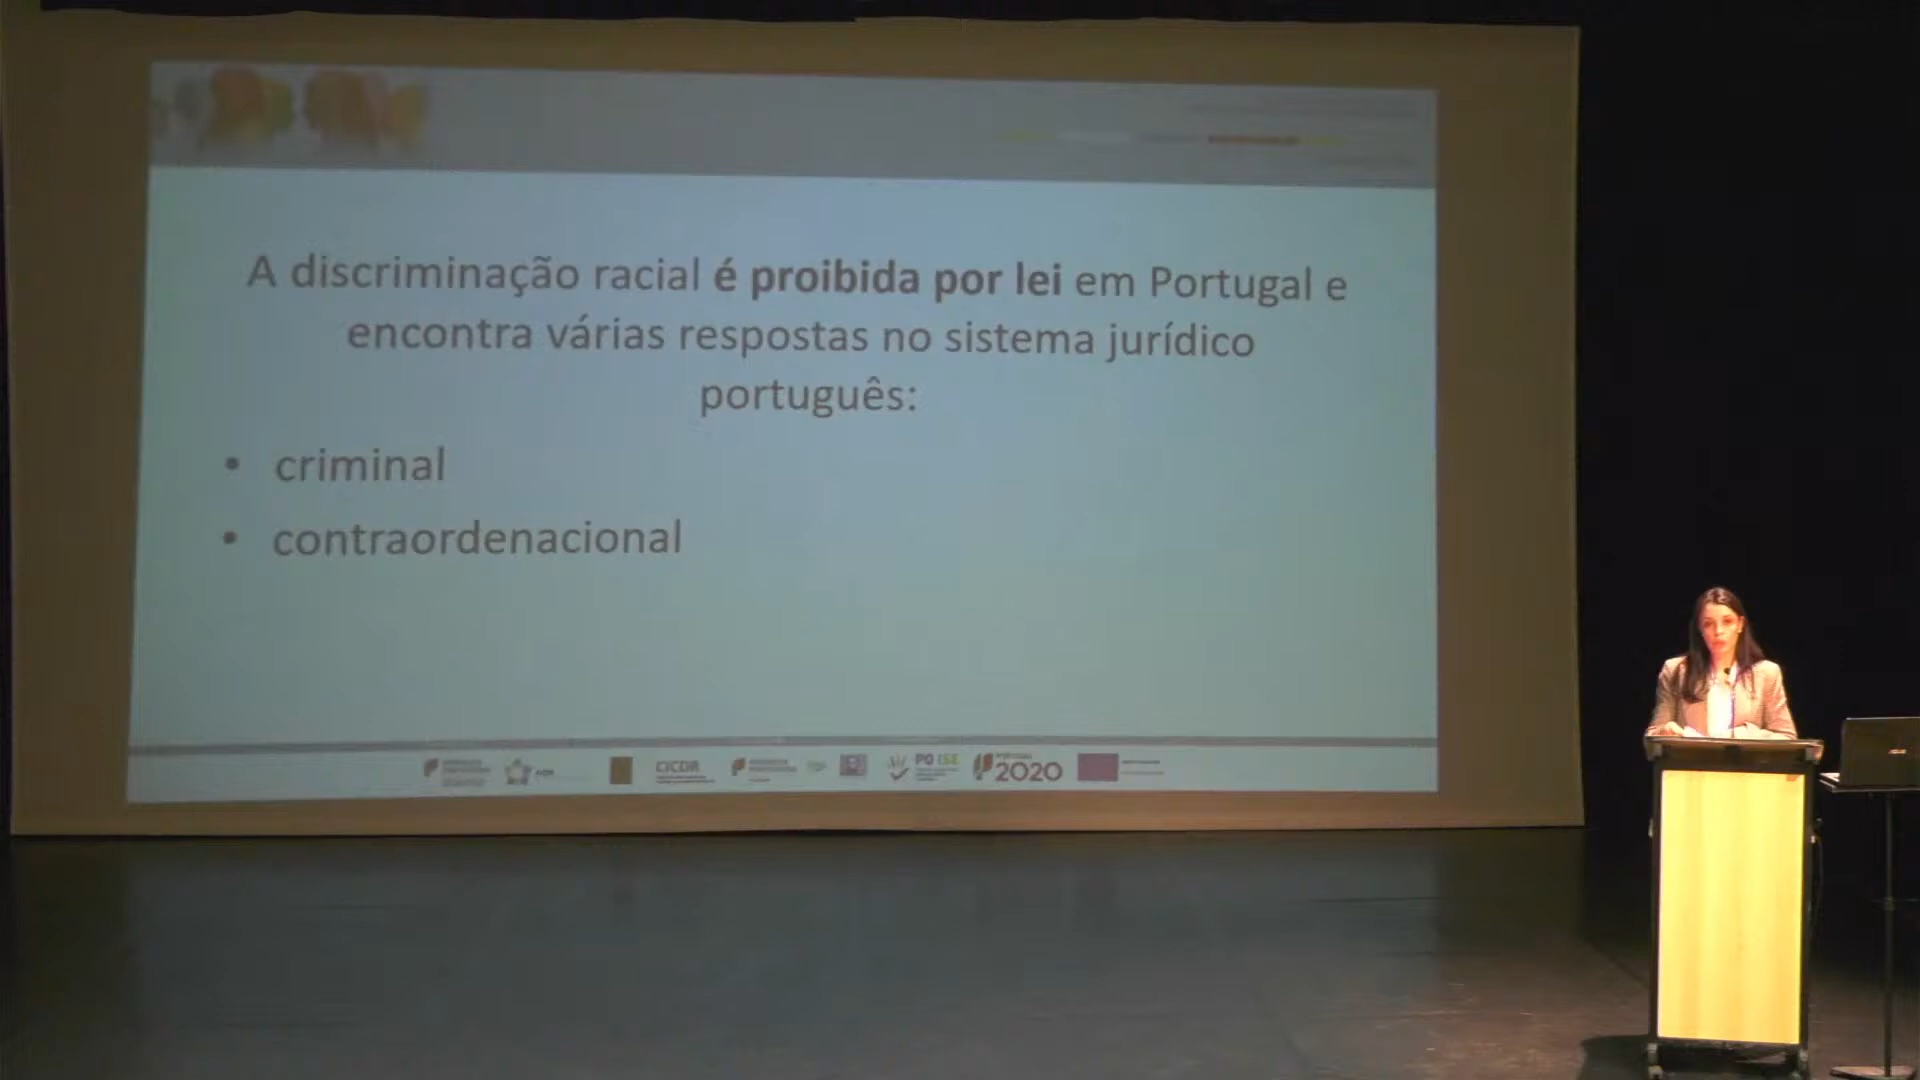 A discriminação racial é proibida por lei em Portugal e
encontra várias respostas no sistema jurídico
português:
• criminal
• contraordenacional
CICDR
PO ISE
2020